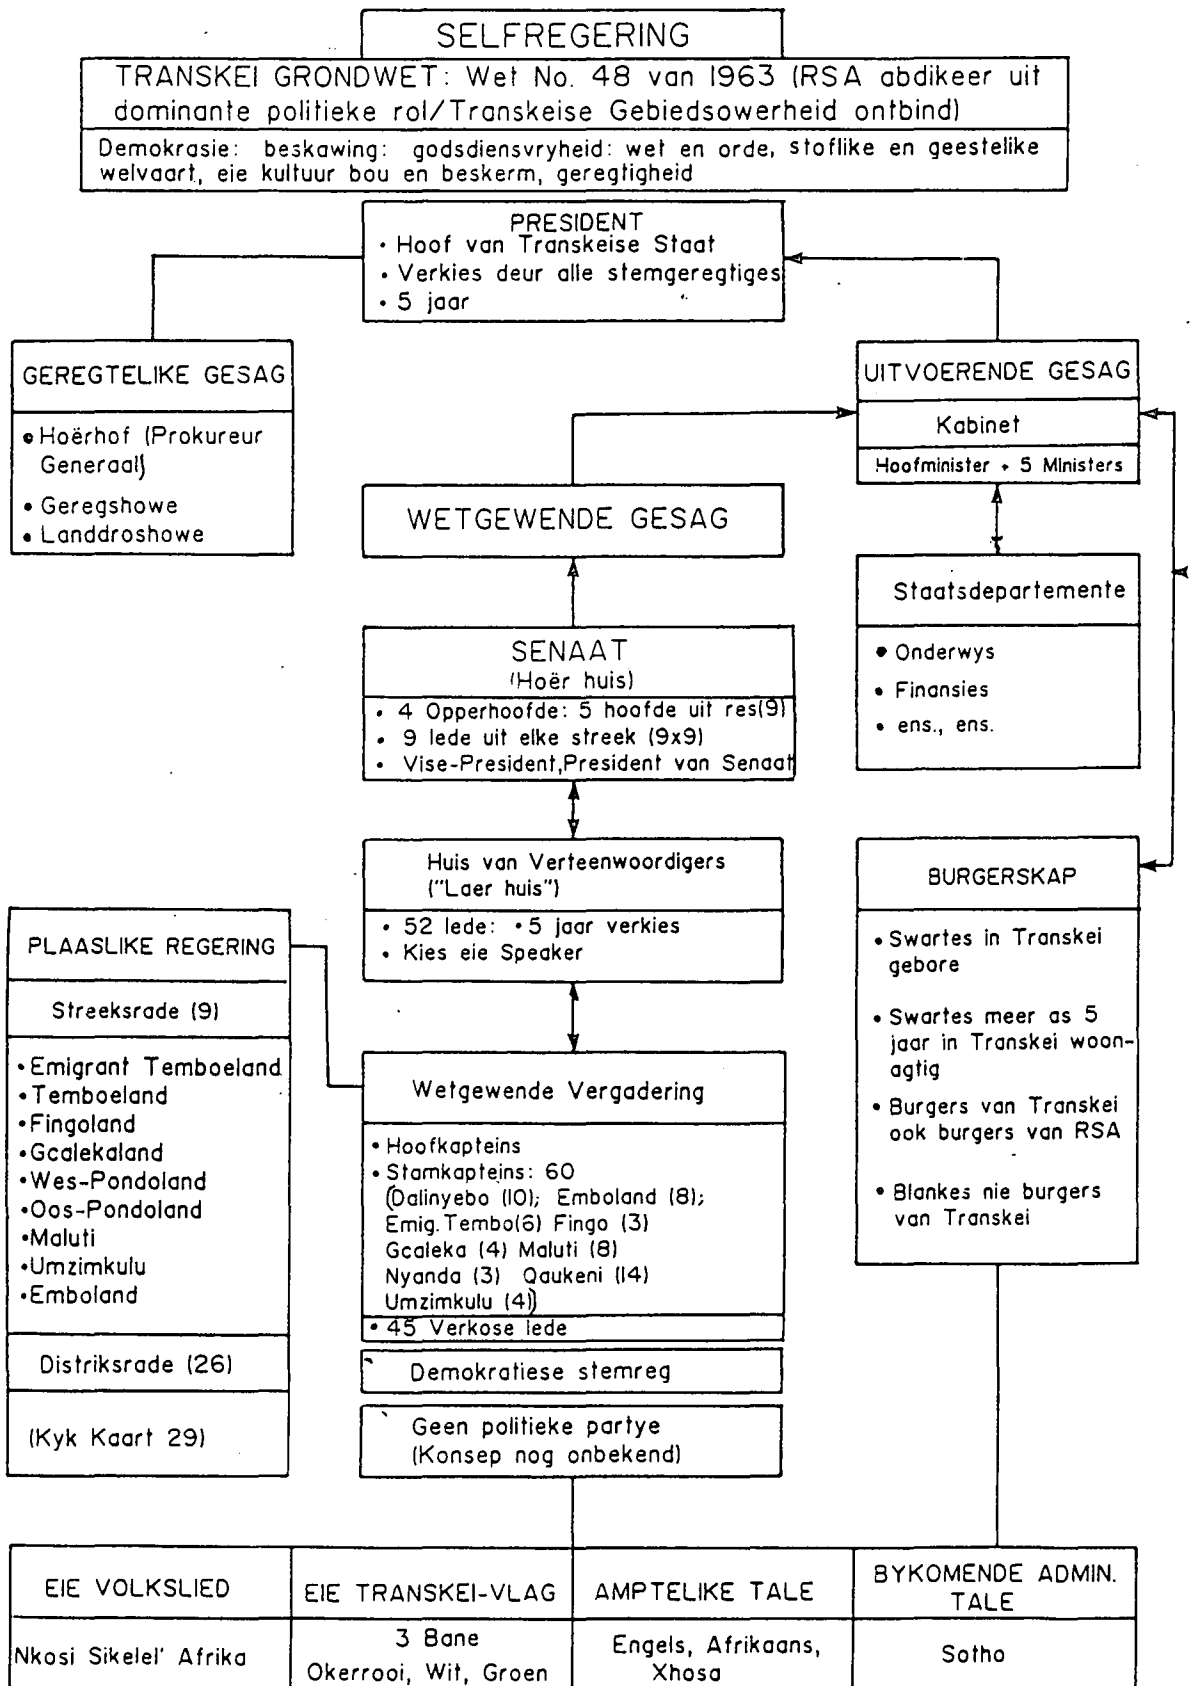 SELFREGERING
TRANSKEI GRONDWET: Wet No. 48 van 1963 (RSA abdikeer uit
dominante politieke rol/Transkeise Gebiedsowerheid ontbind)
Demokrasie: beskawing: godsdiensvryheid: wet en orde, stoflike en geestelike
welvaart, eie kultuur bou en beskerm, geregtigheid
PRESIDENT
• Hoof van Transkeise Staat
• Verkies deur alle stemgeregtiges
• 5 jaar
GEREGTELIKE GESAG
• Hoërhof (Prokureur
Generaal)
• Geregshowe
• Landdroshowe
UITVOERENDE GESAG
Kabinet
Hoofminister + 5 Ministers
WETGEWENDE GESAG
Staatsdepartemente
• Onderwys
• Finansies
• ens., ens.
SENAAT
(Hoër huis)
• 4 Opperhoofde: 5 hoofde uit res(9)
• 9 lede uit elke streek (9x9)
• Vise-President,President van Senaat
Huis van Verteenwoordigers
("Laer huis")
• 52 lede: • 5 jaar verkies
• Kies eie Speaker
BURGERSKAP
• Swartes in Transkei
gebore
• Swartes meer as 5
jaar in Transkei woon-
agtig
• Burgers van Transkei
ook burgers van RSA
• Blankes nie burgers
van Transkei
PLAASLIKE REGERING
Streeksrade (9)
• Emigrant Temboeland
• Temboeland
• Fingoland
• Gcalekaland
• Wes-Pondoland
• Oos-Pondoland
• Maluti
• Umzimkulu
• Emboland
Distriksrade (26)
(Kyk Kaart 29)
Wetgewende Vergadering
• Hoofkapteins
• Stamkapteins: 60
(Dalinyebo (10); Emboland (8);
Emig. Tembo(6) Fingo (3)
Gcaleka (4) Maluti (8)
Nyanda (3) Qaukeni (14)
Umzimkulu (4))
• 45 Verkose lede
Demokratiese stemreg
Geen politieke partye
(Konsep nog onbekend)
EIE VOLKSLIED
Nkosi Sikelel' Afrika
EIE TRANSKEI-VLAG
3 Bane
Okerrooi, Wit, Groen
AMPTELIKE TALE
Engels, Afrikaans,
Xhosa
BYKOMENDE ADMIN.
TALE
Sotho